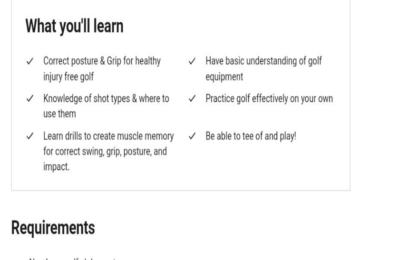 What you'll learn
Correct posture & Grip for healthy
injury free golf
Knowledge of shot types & where to
use them
Learn drills to create muscle memory
for correct swing, grip, posture, and
impact.
Have basic understanding of golf
equipment
Practice golf effectively on your own
Be able to tee of and play!
Requirements